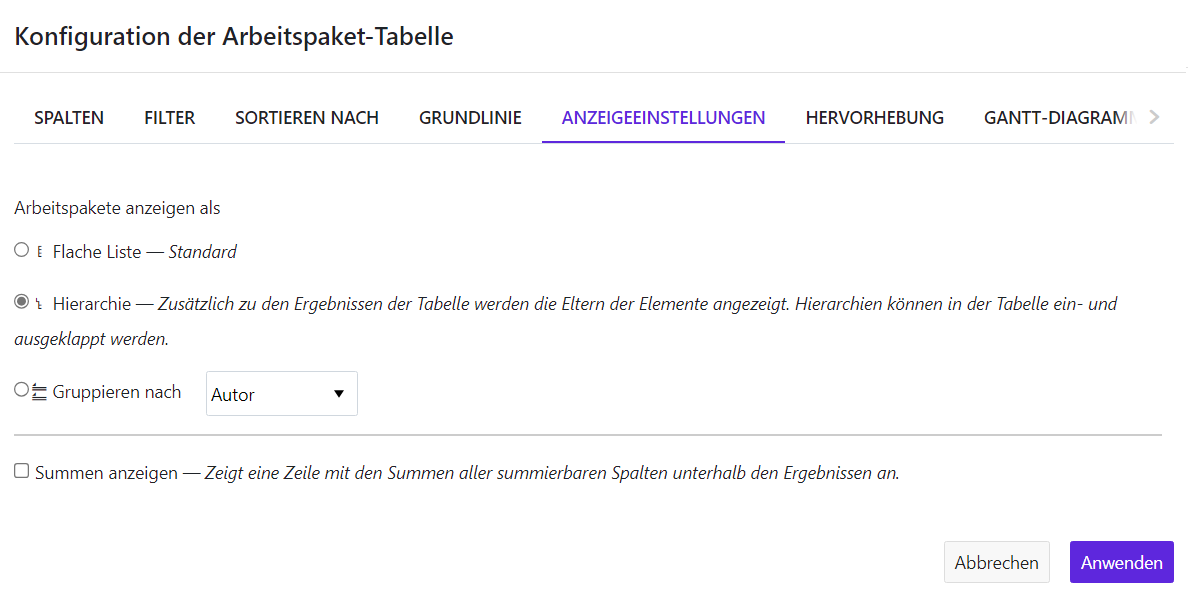 Konfiguration der Arbeitspaket-Tabelle
SPALTEN FILTER SORTIEREN NACH GRUNDLINIE ANZEIGEEINSTELLUNGEN HERVORHEBUNG GANTT-DIAGRAMM
Arbeitspakete anzeigen als
Flache Liste — Standard
Hierarchie — Zusätzlich zu den Ergebnissen der Tabelle werden die Eltern der Elemente angezeigt. Hierarchien können in der Tabelle ein- und
ausgeklappt werden.
Gruppieren nach Autor
Summen anzeigen — Zeigt eine Zeile mit den Summen aller summierbaren Spalten unterhalb den Ergebnissen an.
Abbrechen Anwenden